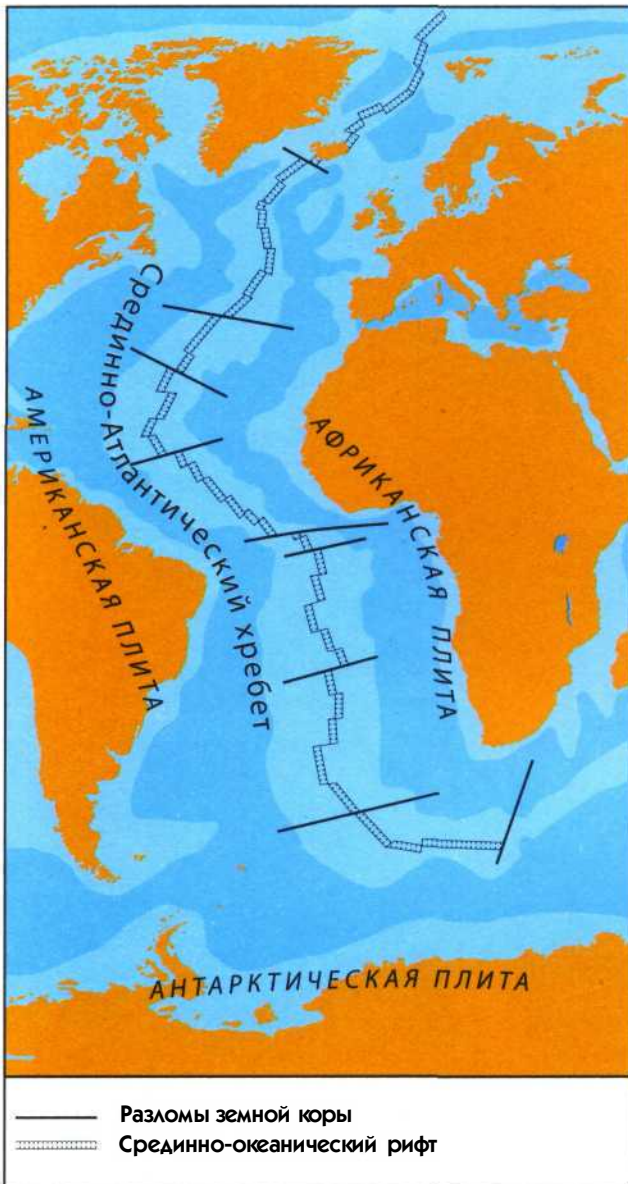 Срединно-Атлантический хребет
АМЕРИКАНСКАЯ ПЛИТА
АФРИКАНСКАЯ ПЛИТА
АНТАРКТИЧЕСКАЯ ПЛИТА
Разломы земной коры
Срединно-океанический рифт